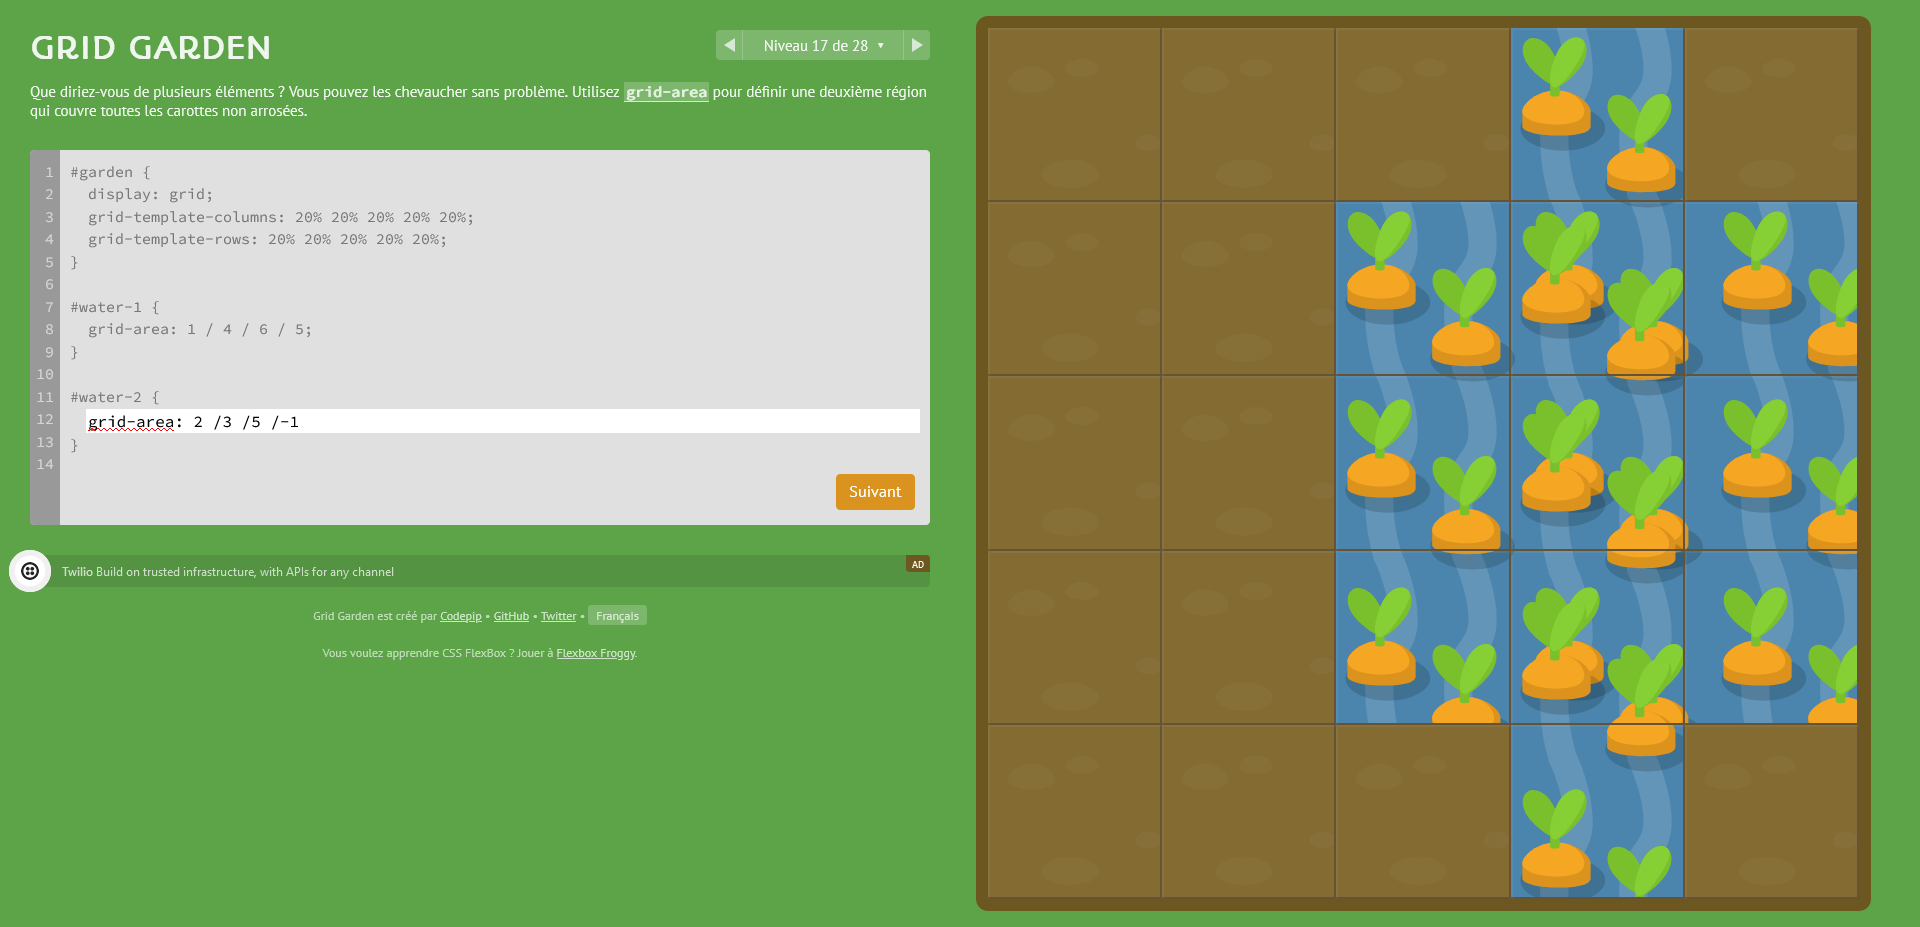 GRID GARDEN
Niveau 17 de 28 ▼
Que diriez-vous de plusieurs éléments ? Vous pouvez les chevaucher sans problème. Utilisez grid-area pour définir une deuxième région
qui couvre toutes les carottes non arrosées.
1 #garden {
2 display: grid;
3 grid-template-columns: 20% 20% 20% 20% 20%;
4 grid-template-rows: 20% 20% 20% 20% 20%;
5 }
6
7 #water-1 {
8 grid-area: 1 / 4 / 6 / 5;
9 }
10
11 #water-2 {
12 grid-area: 2 /3 /5 /-1
13 }
14
Suivant
Twilio Build on trusted infrastructure, with APIs for any channel
AD
Grid Garden est créé par Codepip • GitHub • Twitter • Français
Vous voulez apprendre CSS FlexBox ? Jouer à Flexbox Froggy.